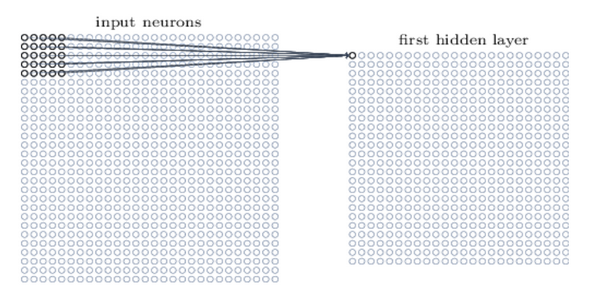 input neurons
first hidden layer